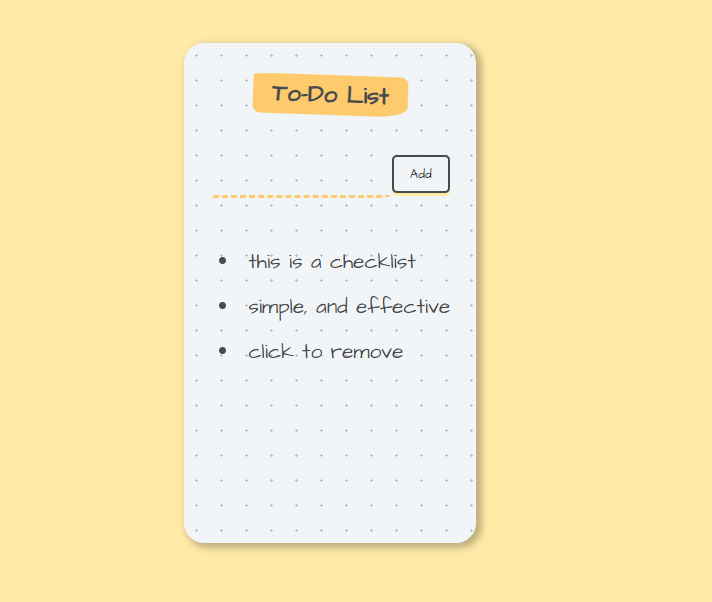 To-Do List
Add
this is a checklist
simple, and effective
click to remove